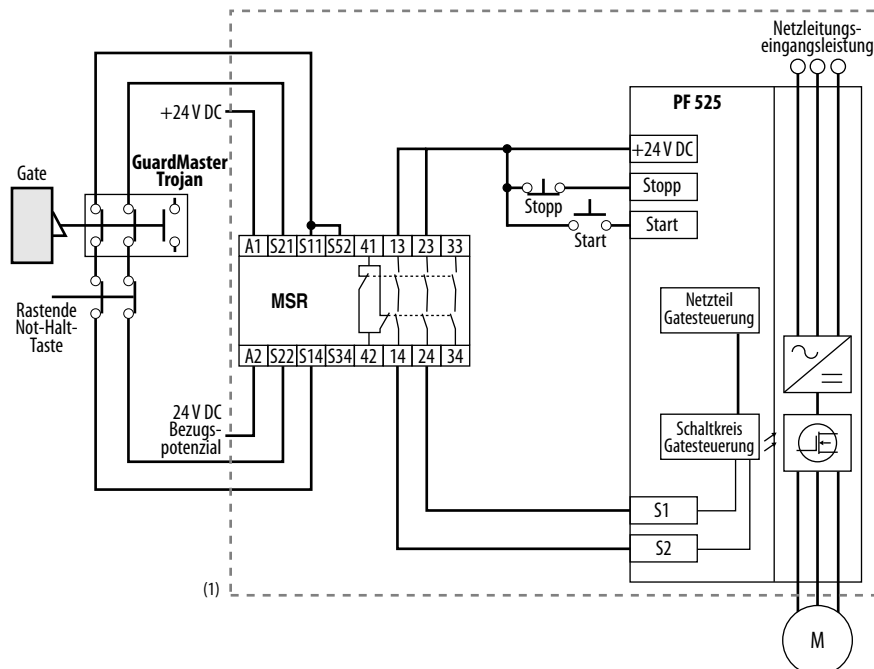 Netzleitungs-
eingangsleistung
PF 525
+24 V DC
+24 V DC
Stopp
Stopp
Start
Start
Gate
GuardMaster
Trojan
A1 S21 S11 S52 41 13 23 33
MSR
Netzteil
Gatesteuerung
Rastende
Not-Halt-
Taste
A2 S22 S14 S34 42 14 24 34
24 V DC
Bezugs-
potenzial
Schaltkreis
Gatesteuerung
S1
S2
(1)
M